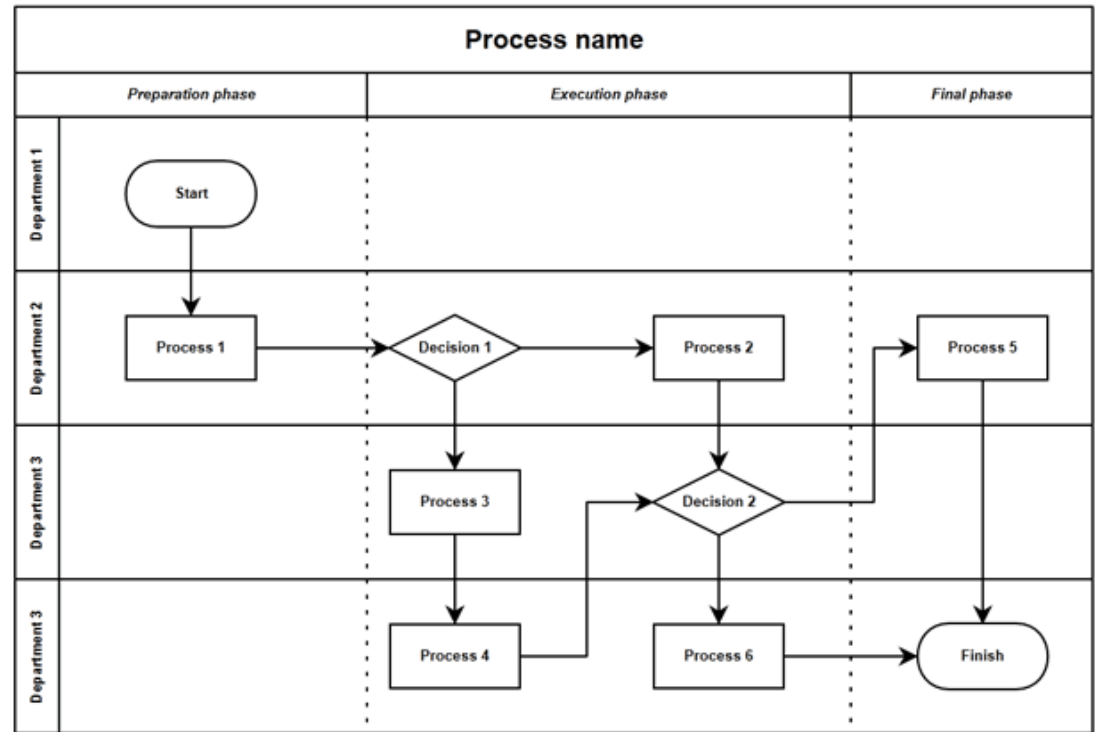 Process name
Preparation phase
Execution phase
Final phase
Department 1
Start
Department 2
Process 1
Decision 1
Process 2
Process 5
Department 3
Process 3
Decision 2
Department 3
Process 4
Process 6
Finish